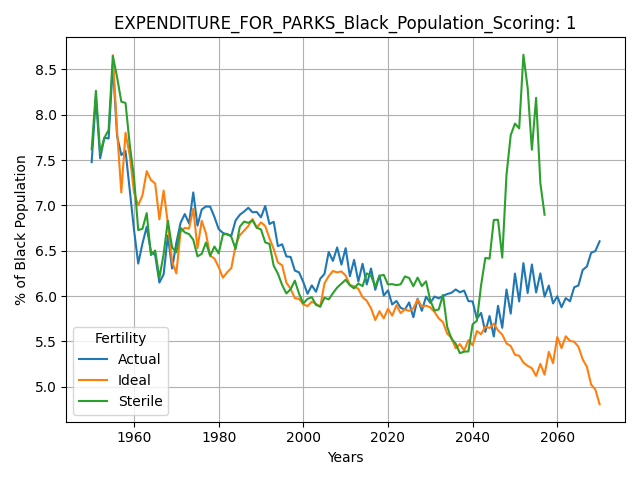 EXPENDITURE_FOR_PARKS_Black_Population_Scoring: 1
% of Black Population
8.5
8.0
7.5
7.0
6.5
6.0
5.5
5.0
Fertility
Actual
Ideal
Sterile
1960 1980 2000 2020 2040 2060
Years